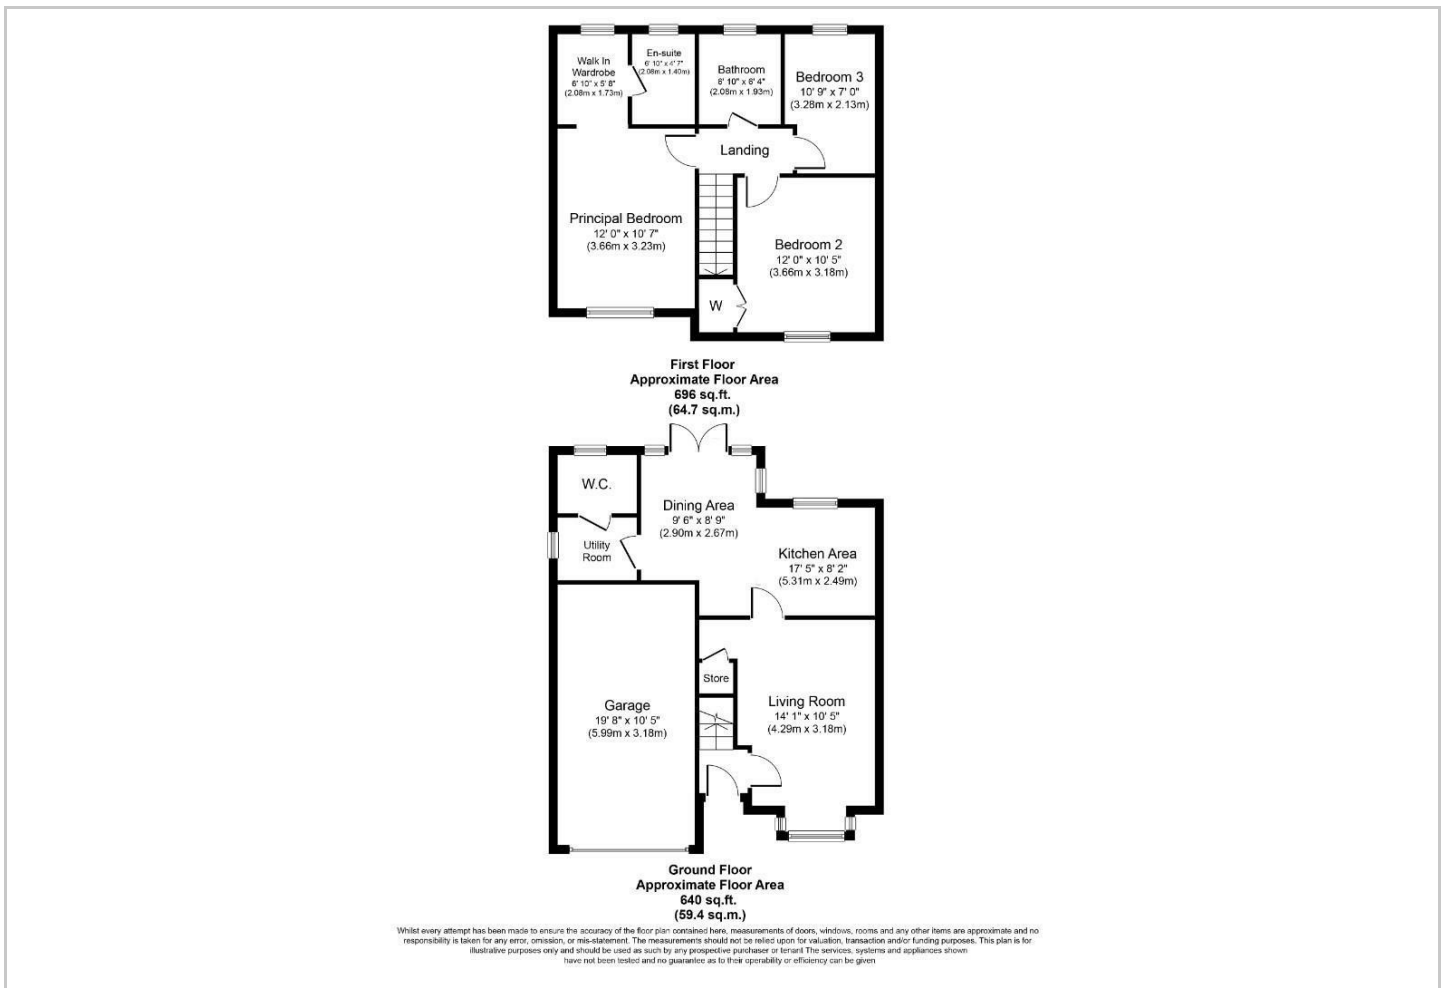 Walk In
Wardrobe
6' 10" x 5' 8"
(2.08m x 1.73m)
En-suite
6' 10" x 4' 7"
(2.08m x 1.40m)
Bathroom
6' 10" x 6' 4"
(2.08m x 1.93m)
Bedroom 3
10' 9" x 7' 0"
(3.28m x 2.13m)
Landing
Principal Bedroom
12' 0" x 10' 7"
(3.66m x 3.23m)
Bedroom 2
12' 0" x 10' 5"
(3.66m x 3.18m)
W
First Floor
Approximate Floor Area
696 sq.ft.
(64.7 sq.m.)
W.C.
Dining Area
9' 6" x 8' 9"
(2.90m x 2.67m)
Utility
Room
Kitchen Area
17' 5" x 8' 2"
(5.31m x 2.49m)
Store
Living Room
14' 1" x 10' 5"
(4.29m x 3.18m)
Garage
19' 8" x 10' 5"
(5.99m x 3.18m)
Ground Floor
Approximate Floor Area
640 sq.ft.
(59.4 sq.m.)
Whilst every attempt has been made to ensure the accuracy of the floor plan contained here, measurements of doors, windows, rooms and any other items are approximate and no
responsibility is taken for any error, omission, or mis-statement. The measurements should not be relied upon for valuation, transaction and/or funding purposes. This plan is for
illustrative purposes only and should be used as such by any prospective purchaser or tenant The services, systems and appliances shown
have not been tested and no guarantee as to their operability or efficiency can be given